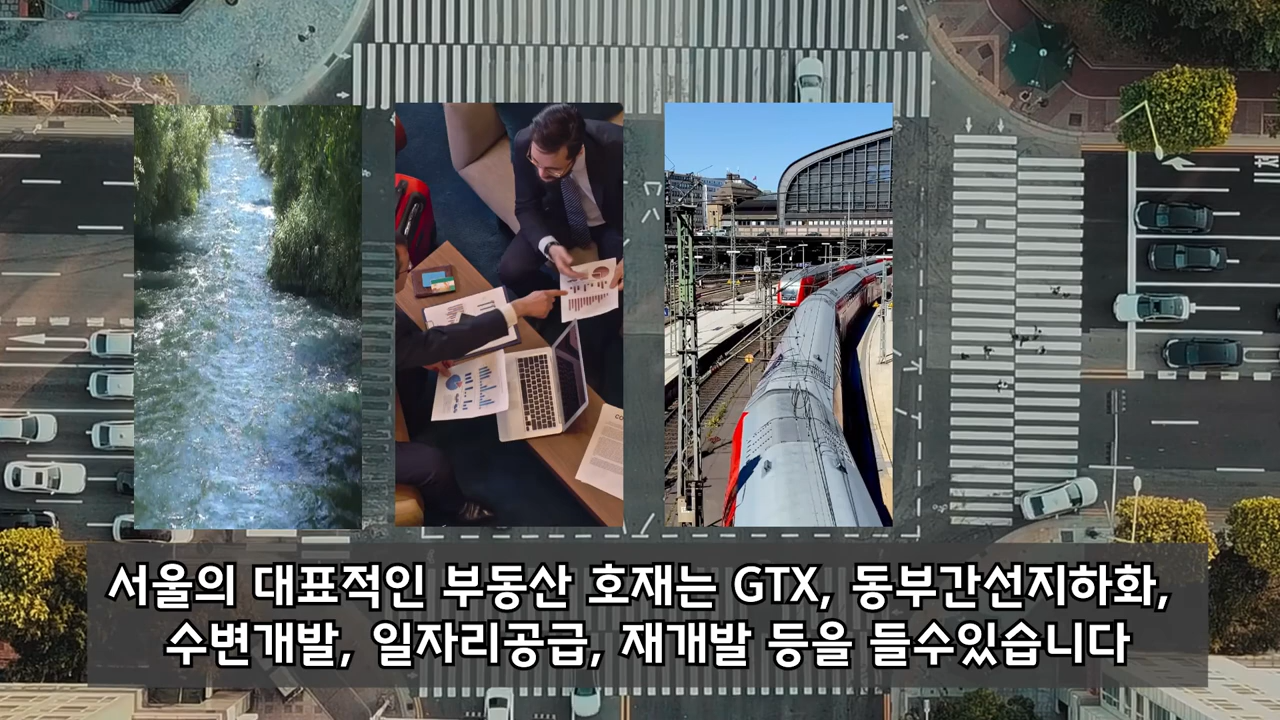 서울의 대표적인 부동산 호재는 GTX, 동부간선지하화,
수변개발, 일자리공급, 재개발 등을 들수있습니다